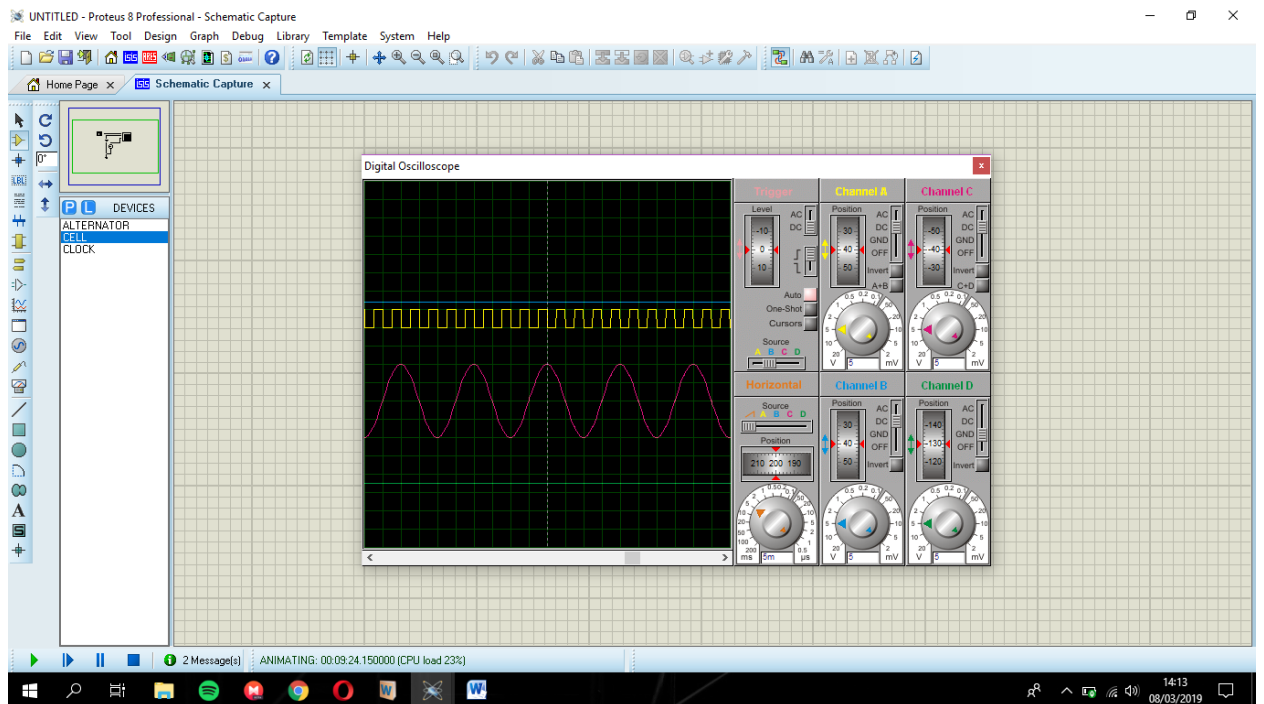 UNTITLED - Proteus 8 Professional - Schematic Capture
File Edit View Tool Design Graph Debug Library Template System Help
Home Page x
Schematic Capture x
0°
LBL
P L DEVICES
ALTERNATOR
CELL
CLOCK
A
S
Digital Oscilloscope
Trigger
Level
AC
DC
-10
0
10
Auto
One-Shot
Cursors
Source
A B C D
Channel A
Position
AC
DC
GND
OFF
30
40
50
Invert
A+B
V 5 mV
Channel C
Position
AC
DC
GND
OFF
-50
-40
-30
Invert
C+D
V 5 mV
Horizontal
Source
A B C D
Position
210 200 190
ms 5m µs
Channel B
Position
AC
DC
GND
OFF
30
40
50
Invert
V 5 mV
Channel D
Position
AC
DC
GND
OFF
-140
-130
-120
Invert
V 5 mV
2 Message(s)
ANIMATING: 00:09:24.150000 (CPU load 23%)
14:13
08/03/2019